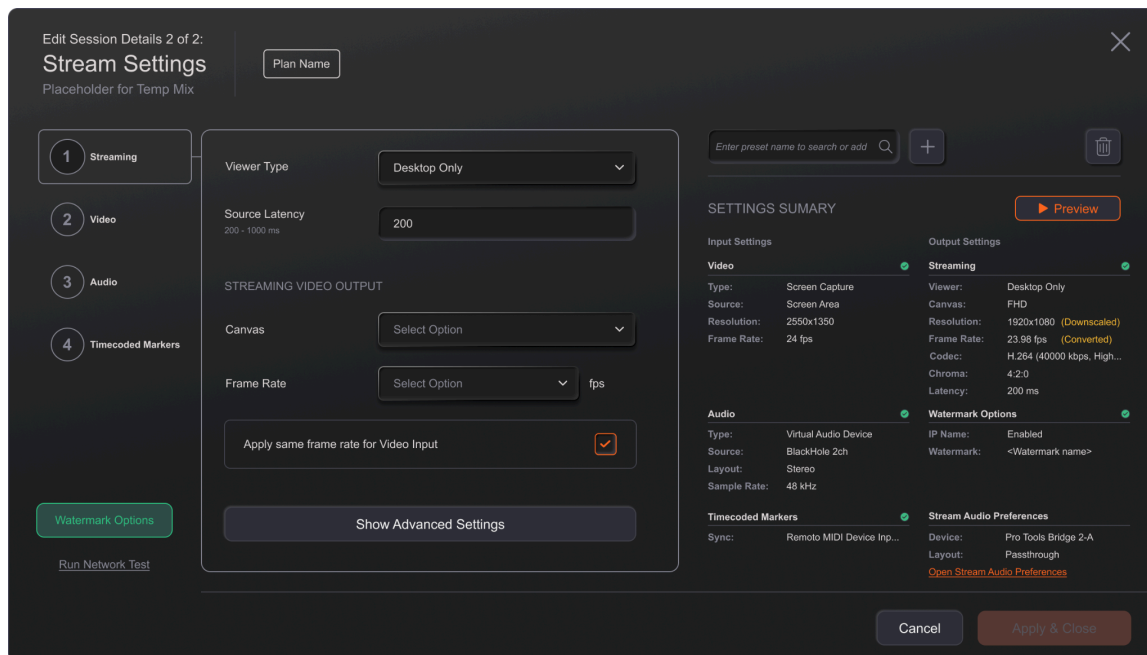 Edit Session Details 2 of 2:
Stream Settings
Placeholder for Temp Mix
Plan Name
1 Streaming
2 Video
3 Audio
4 Timecoded Markers
Watermark Options
Run Network Test
Viewer Type Desktop Only
Source Latency
200 - 1000 ms
200
STREAMING VIDEO OUTPUT
Canvas Select Option
Frame Rate Select Option fps
Apply same frame rate for Video Input
Show Advanced Settings
Enter preset name to search or add
SETTINGS SUMARY
Preview
Input Settings
Video
Type: Screen Capture
Source: Screen Area
Resolution: 2550x1350
Frame Rate: 24 fps
Audio
Type: Virtual Audio Device
Source: BlackHole 2ch
Layout: Stereo
Sample Rate: 48 kHz
Timecoded Markers
Sync: Remoto MIDI Device Inp...
Output Settings
Streaming
Viewer: Desktop Only
Canvas: FHD
Resolution: 1920x1080 (Downscaled)
Frame Rate: 23.98 fps (Converted)
Codec: H.264 (40000 kbps, High...
Chroma: 4:2:0
Latency: 200 ms
Watermark Options
IP Name: Enabled
Watermark: <Watermark name>
Stream Audio Preferences
Device: Pro Tools Bridge 2-A
Layout: Passthrough
Open Stream Audio Preferences
Cancel
Apply & Close